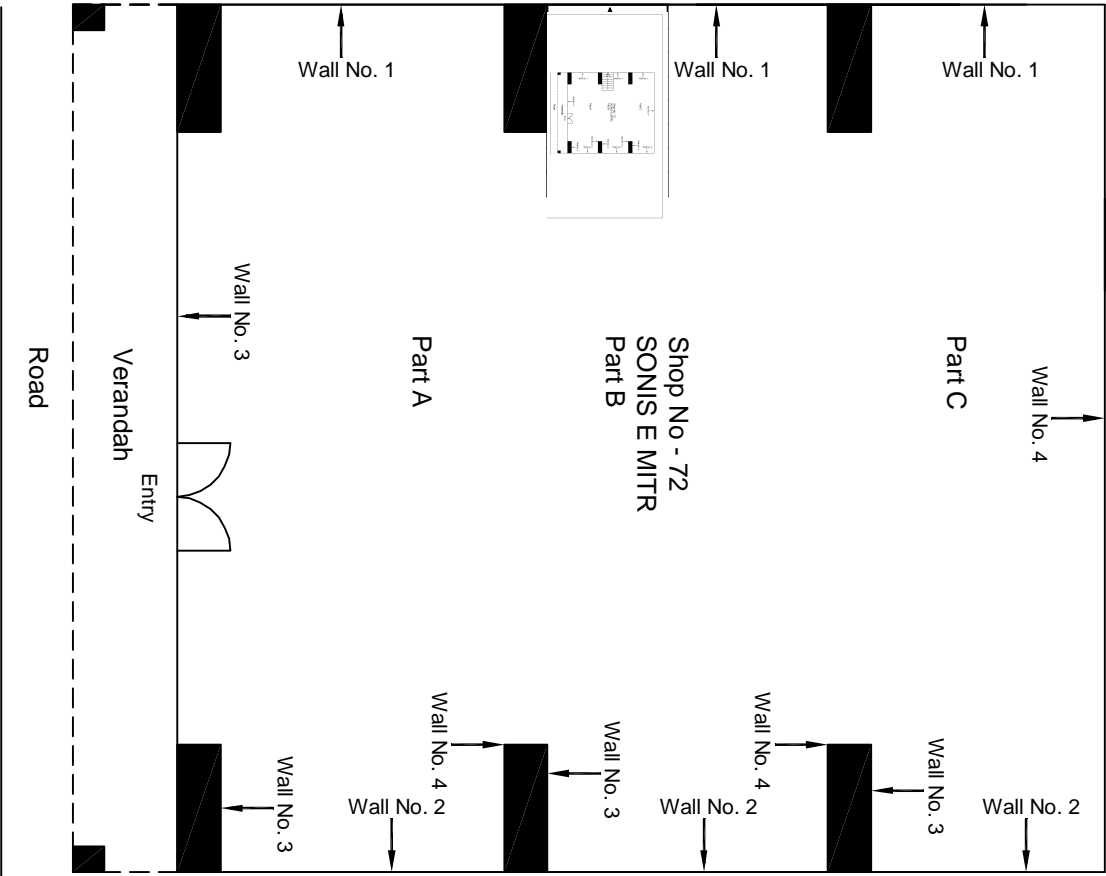 Wall No. 1
Wall No. 1
Wall No. 1
Wall No. 3
Part A
Shop No - 72
SONIS E MITR
Part B
Part C
Wall No. 4
Road
Verandah
Entry
Wall No. 4
Wall No. 3
Wall No. 4
Wall No. 3
Wall No. 3
Wall No. 2
Wall No. 2
Wall No. 2